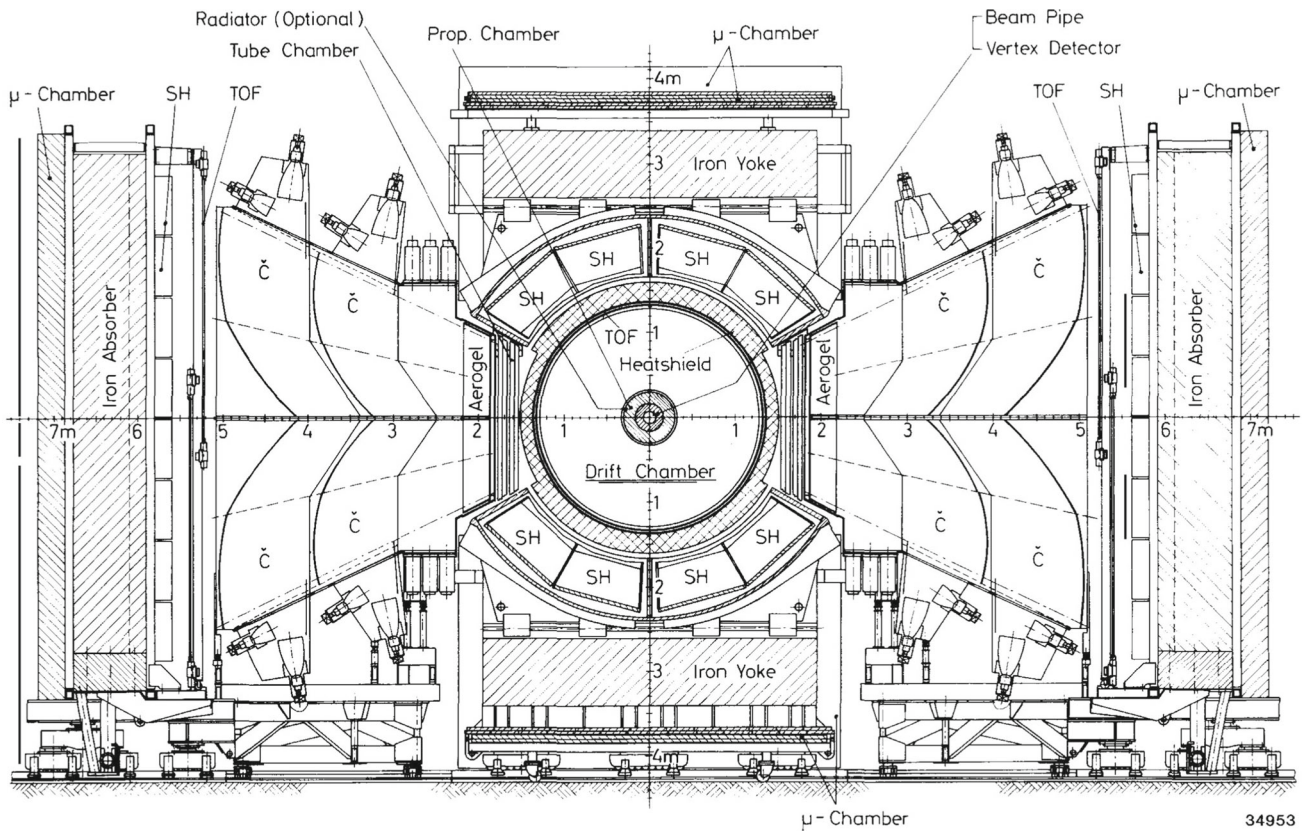 Radiator (Optional)
Tube Chamber
Prop. Chamber
μ-Chamber
Beam Pipe
Vertex Detector
μ-Chamber
SH
TOF
TOF
SH
μ-Chamber
4m
3
Iron Yoke
2
SH
SH
SH
SH
Č
Č
Č
Č
Iron Absorber
Iron Absorber
1
TOF
Heatshield
Aerogel
Aerogel
7m
6
5
4
3
2
1
1
2
3
4
5
6
7m
Drift Chamber
1
Č
Č
Č
Č
SH
SH
SH
SH
2
3
Iron Yoke
4m
μ-Chamber
34953